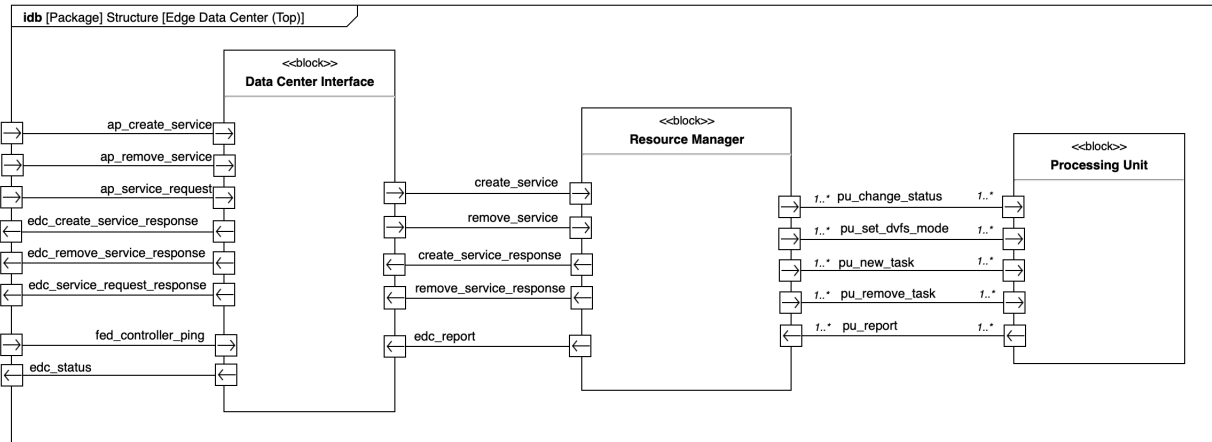 idb [Package] Structure [Edge Data Center (Top)]
<<block>>
Data Center Interface
<<block>>
Resource Manager
<<block>>
Processing Unit
ap_create_service
ap_remove_service
ap_service_request
edc_create_service_response
edc_remove_service_response
edc_service_request_response
fed_controller_ping
edc_status
create_service
remove_service
create_service_response
remove_service_response
edc_report
1..* pu_change_status 1..*
1..* pu_set_dvfs_mode 1..*
1..* pu_new_task 1..*
1..* pu_remove_task 1..*
1..* pu_report 1..*